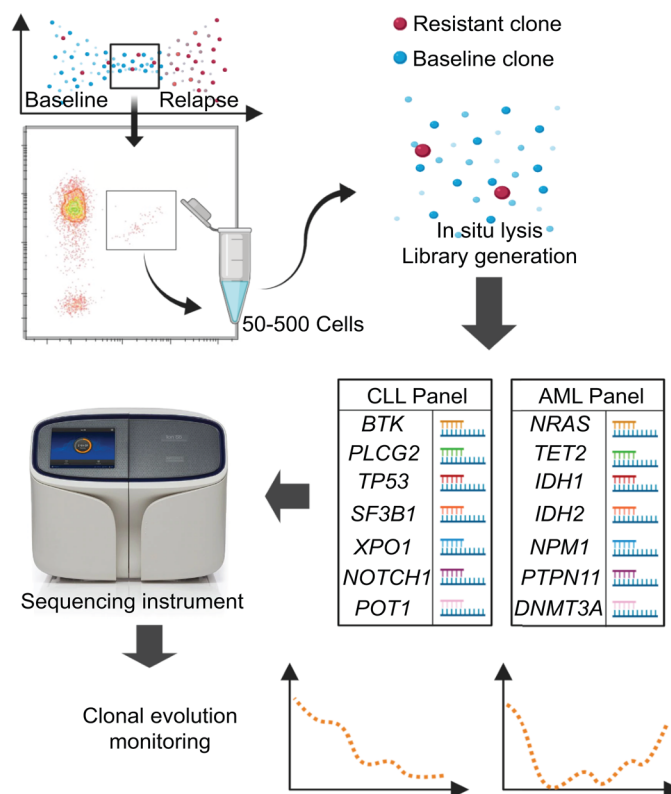 Resistant clone
Baseline clone
Baseline
Relapse
In situ lysis
Library generation
50-500 Cells
CLL Panel
BTK
PLCG2
TP53
SF3B1
XPO1
NOTCH1
POT1
AML Panel
NRAS
TET2
IDH1
IDH2
NPM1
PTPN11
DNMT3A
Sequencing instrument
Clonal evolution
monitoring